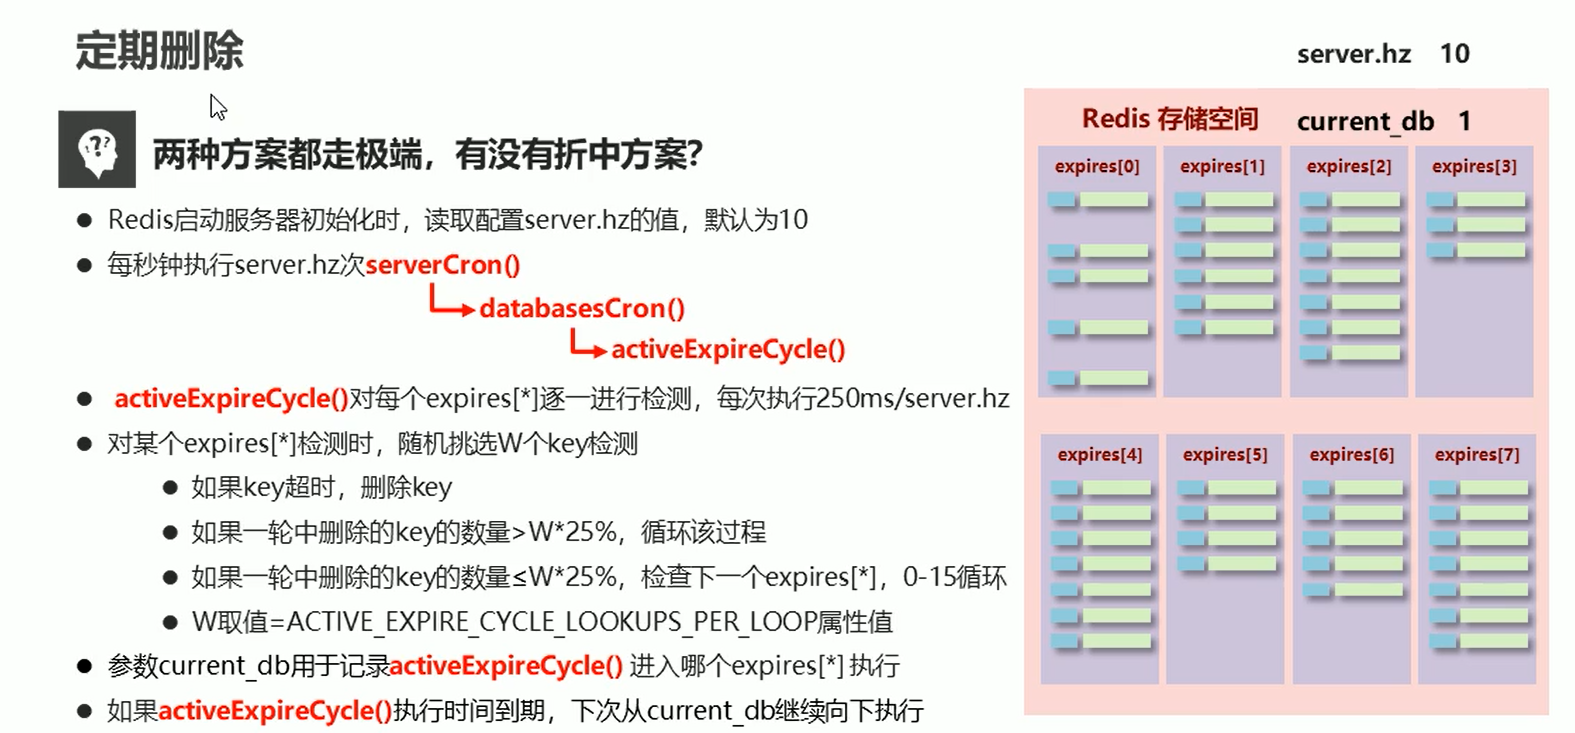 定期删除
server.hz 10
??
两种方案都走极端，有没有折中方案？
● Redis启动服务器初始化时，读取配置server.hz的值，默认为10
● 每秒钟执行server.hz次serverCron()
databasesCron()
activeExpireCycle()
● activeExpireCycle()对每个expires[*]逐一进行检测，每次执行250ms/server.hz
● 对某个expires[*]检测时，随机挑选W个key检测
● 如果key超时，删除key
● 如果一轮中删除的key的数量>W*25%，循环该过程
● 如果一轮中删除的key的数量≤W*25%，检查下一个expires[*]，0-15循环
● W取值=ACTIVE_EXPIRE_CYCLE_LOOKUPS_PER_LOOP属性值
● 参数current_db用于记录activeExpireCycle() 进入哪个expires[*] 执行
● 如果activeExpireCycle()执行时间到期，下次从current_db继续向下执行
Redis 存储空间 current_db 1
expires[0] expires[1] expires[2] expires[3]
expires[4] expires[5] expires[6] expires[7]